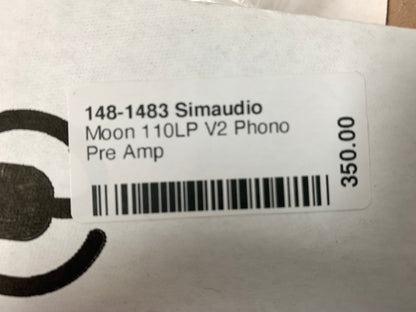 148-1483 Simaudio
Moon 110LP V2 Phono
Pre Amp
350.00